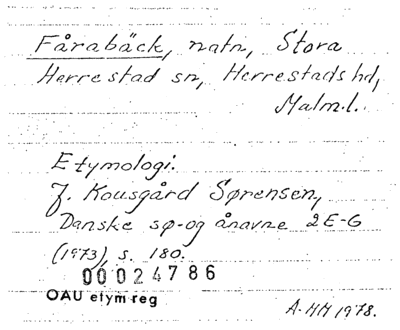 Fårabäck, natn, Stora
Herrestad sn, Herrestads hd,
Malm.l.
Etymologi.
J. Kousgård Sørensen,
Danske sø- og ånavne 2E-G
(1973), s. 180.
00024786
OAU etym reg
A-HH 1978.